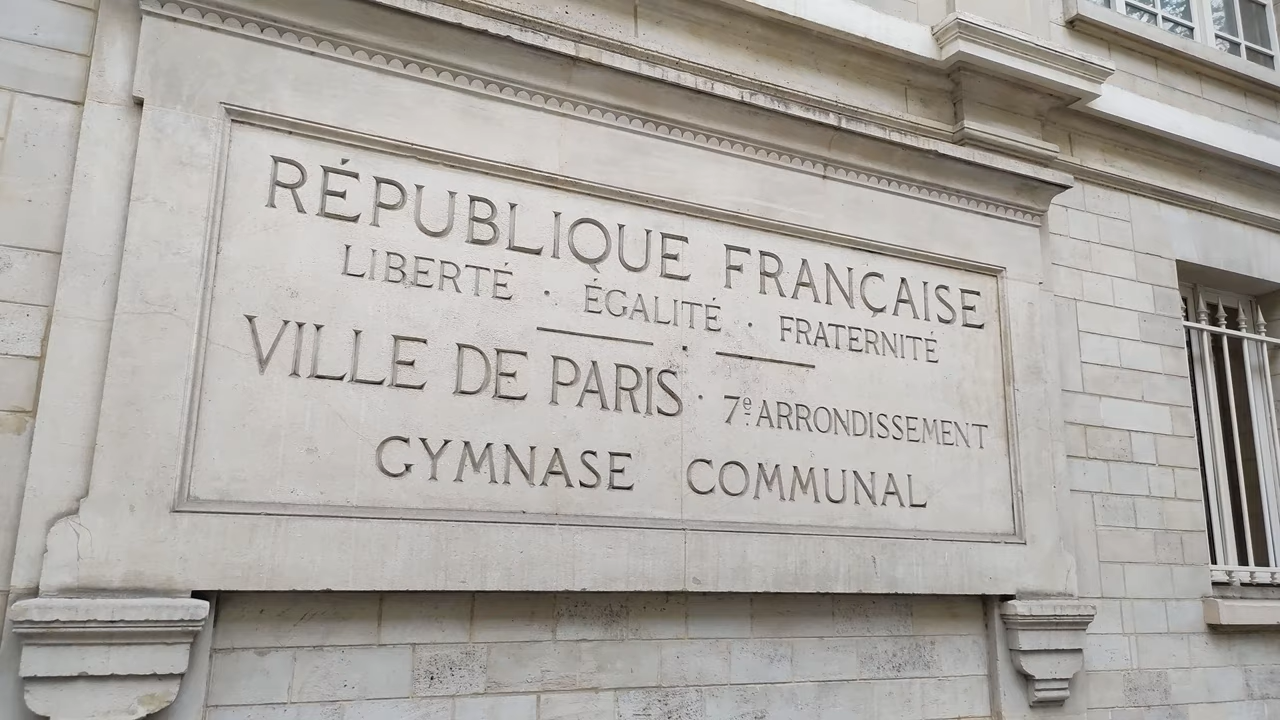 RÉPUBLIQUE FRANÇAISE
LIBERTÉ · ÉGALITÉ · FRATERNITÉ
VILLE DE PARIS · 7e ARRONDISSEMENT
GYMNASE COMMUNAL